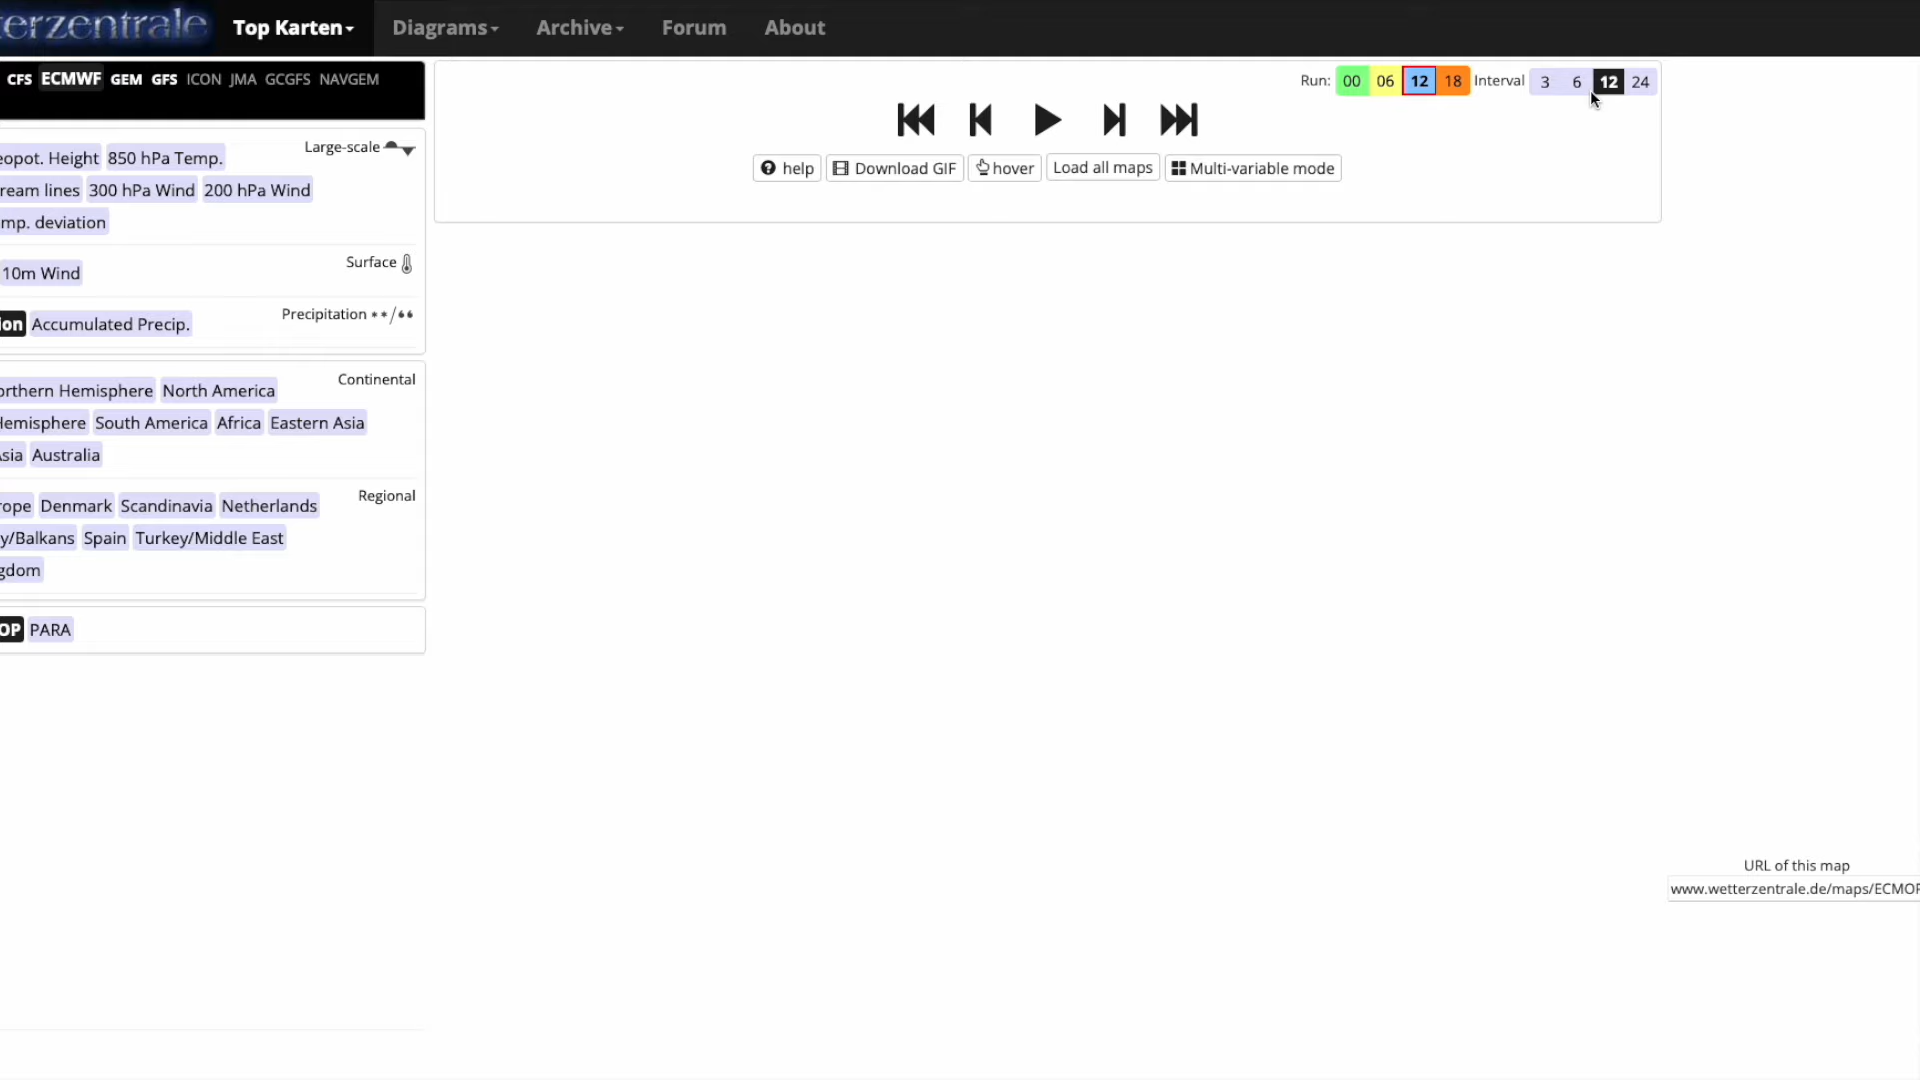 terzentrale Top Karten Diagrams Archive Forum About
CFS ECMWF GEM GFS ICON JMA GCGFS NAVGEM
Run: 00 06 12 18 Interval 3 6 12 24
help Download GIF hover Load all maps Multi-variable mode
Large-scale
eopot. Height 850 hPa Temp.
ream lines 300 hPa Wind 200 hPa Wind
mp. deviation
Surface
10m Wind
Precipitation **/
ion Accumulated Precip.
Continental
orthern Hemisphere North America
Hemisphere South America Africa Eastern Asia
Asia Australia
Regional
rope Denmark Scandinavia Netherlands
y/Balkans Spain Turkey/Middle East
gdom
OP PARA
URL of this map
www.wetterzentrale.de/maps/ECMOP